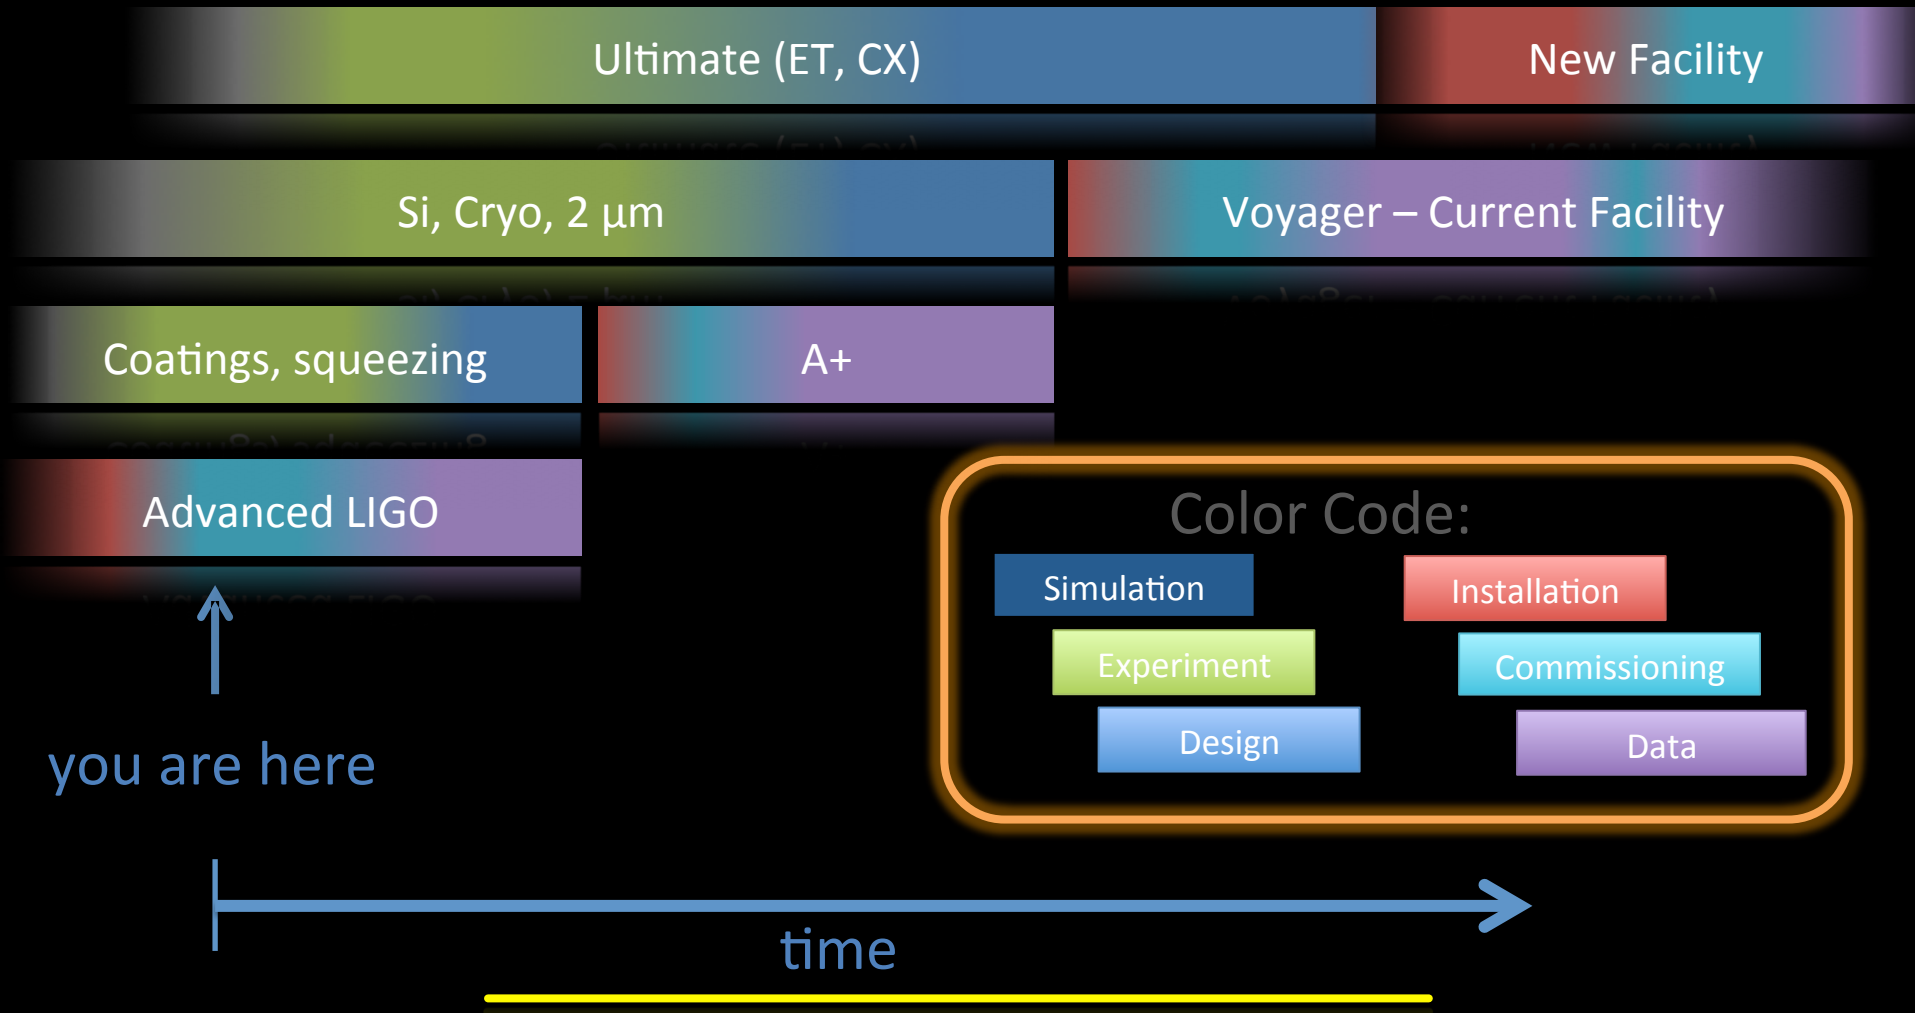 Ultimate (ET, CX)
New Facility
Si, Cryo, 2 μm
Voyager – Current Facility
Coatings, squeezing
A+
Advanced LIGO
you are here
Color Code:
Simulation
Installation
Experiment
Commissioning
Design
Data
time